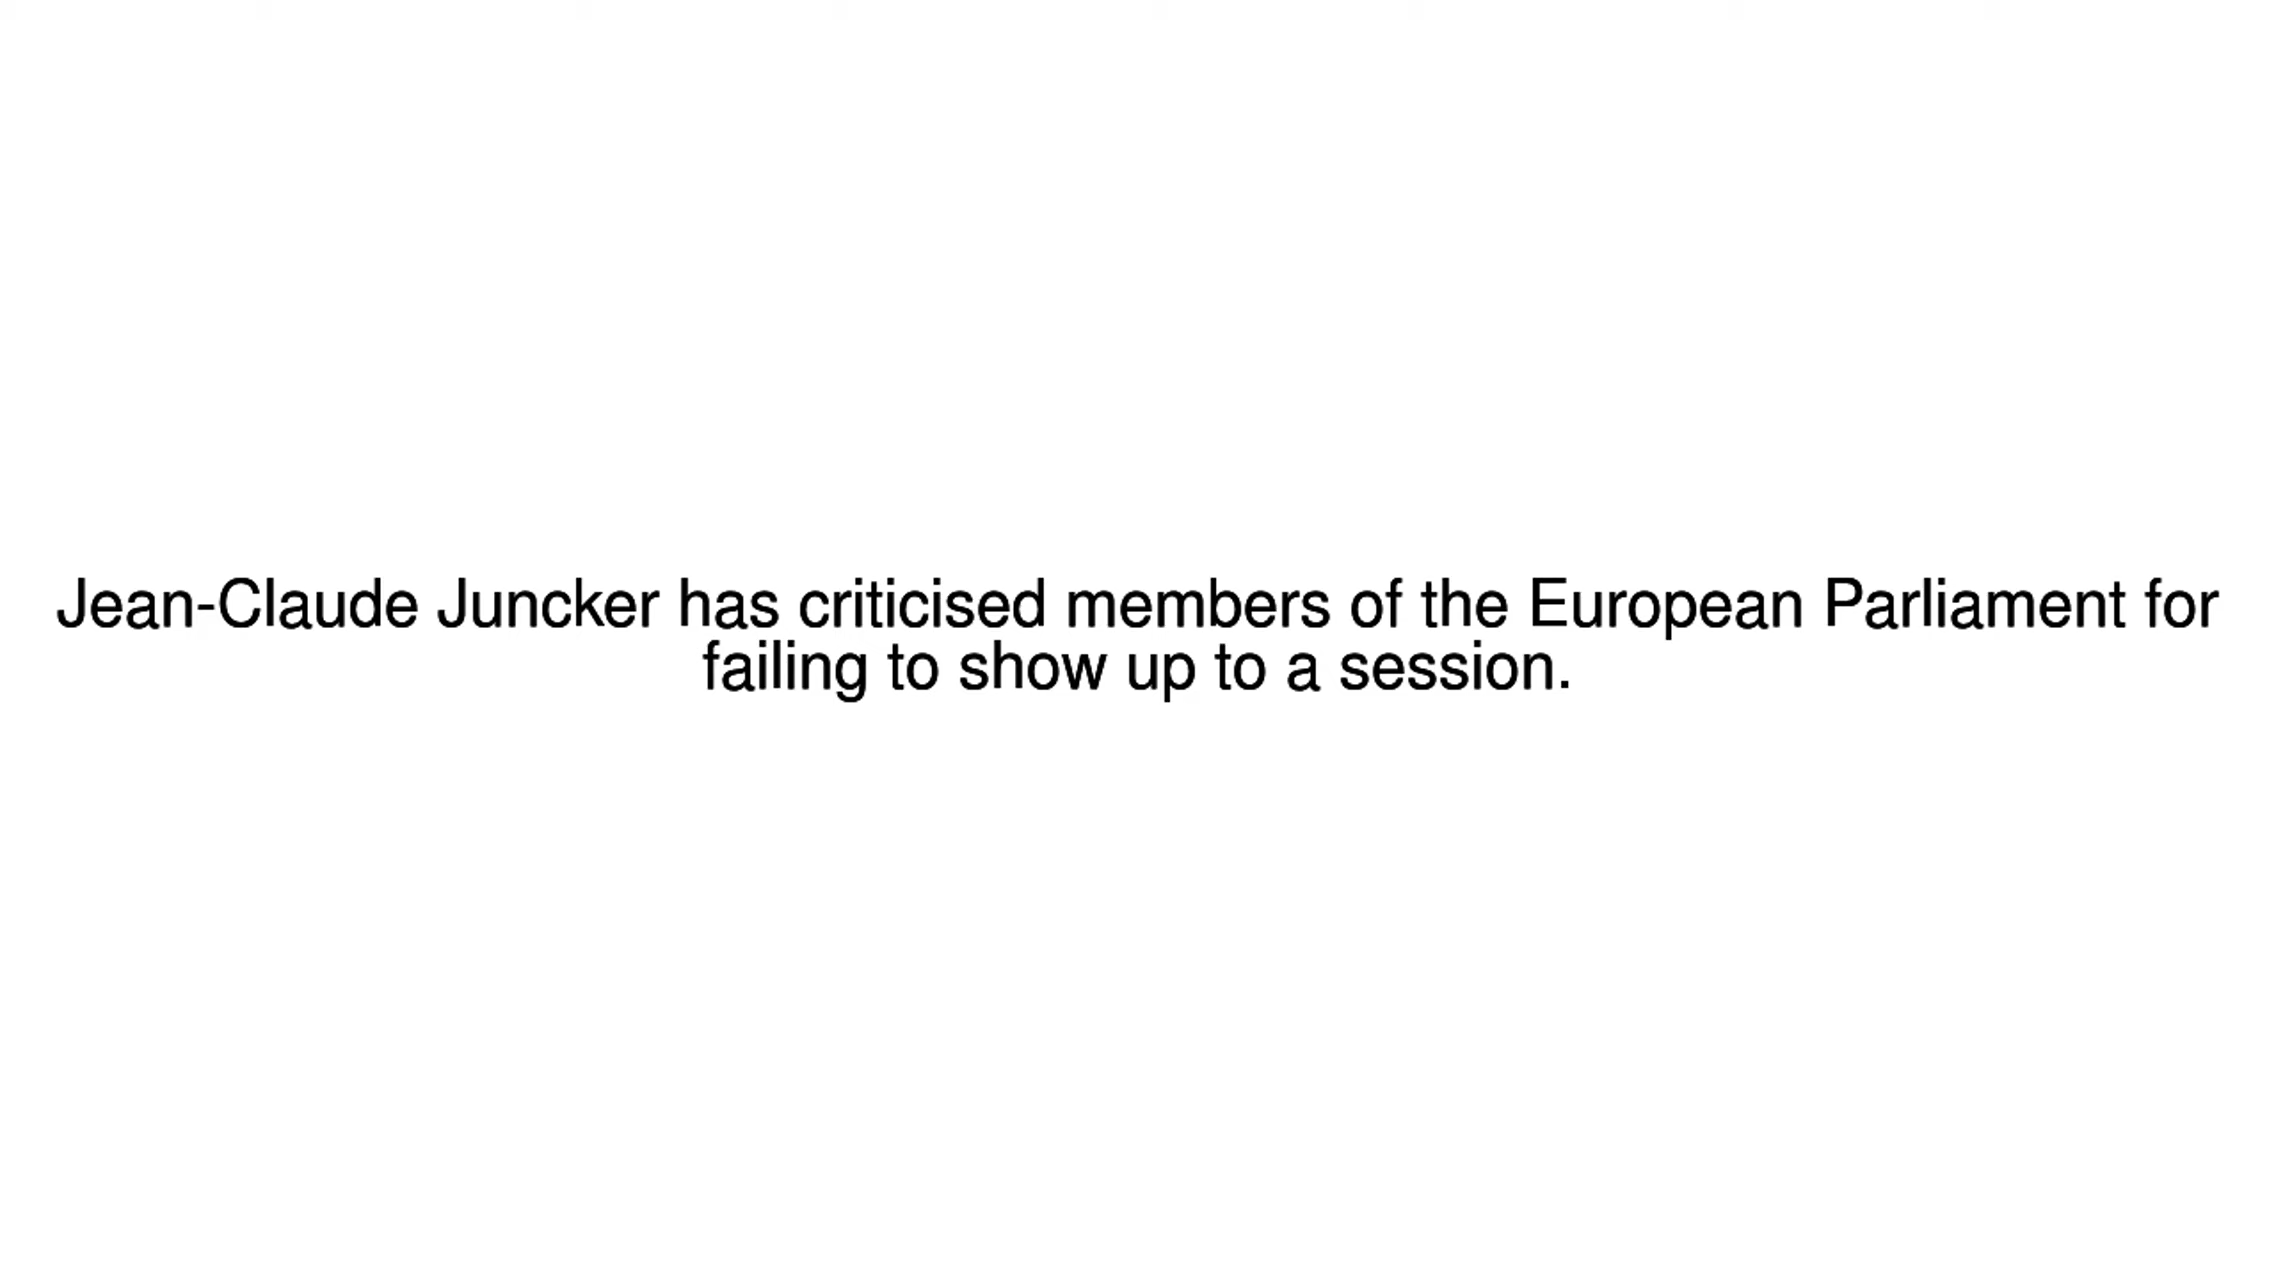 Jean-Claude Juncker has criticised members of the European Parliament for
failing to show up to a session.